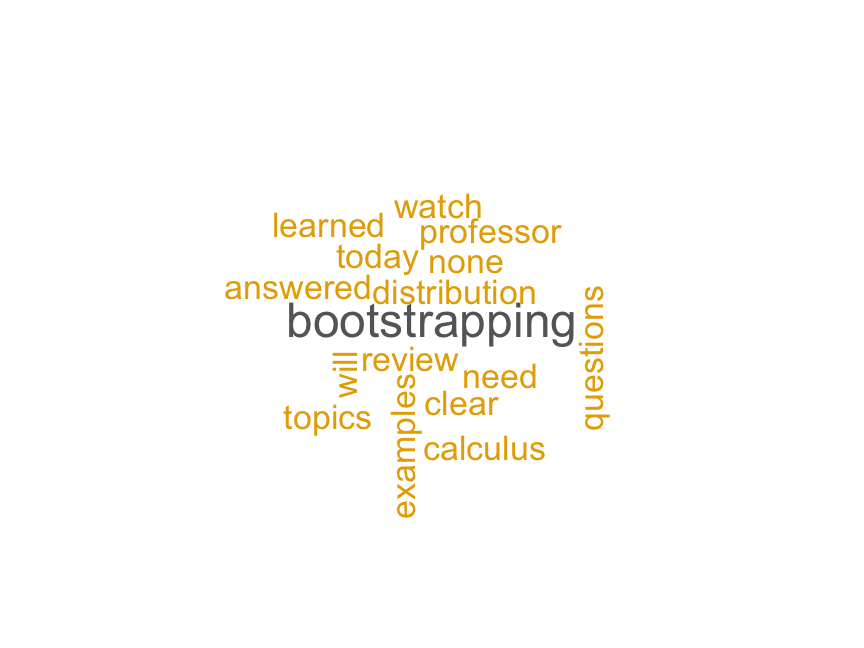 watch
learned
professor
today
none
answered
distribution
questions
bootstrapping
will
review
need
examples
clear
topics
calculus